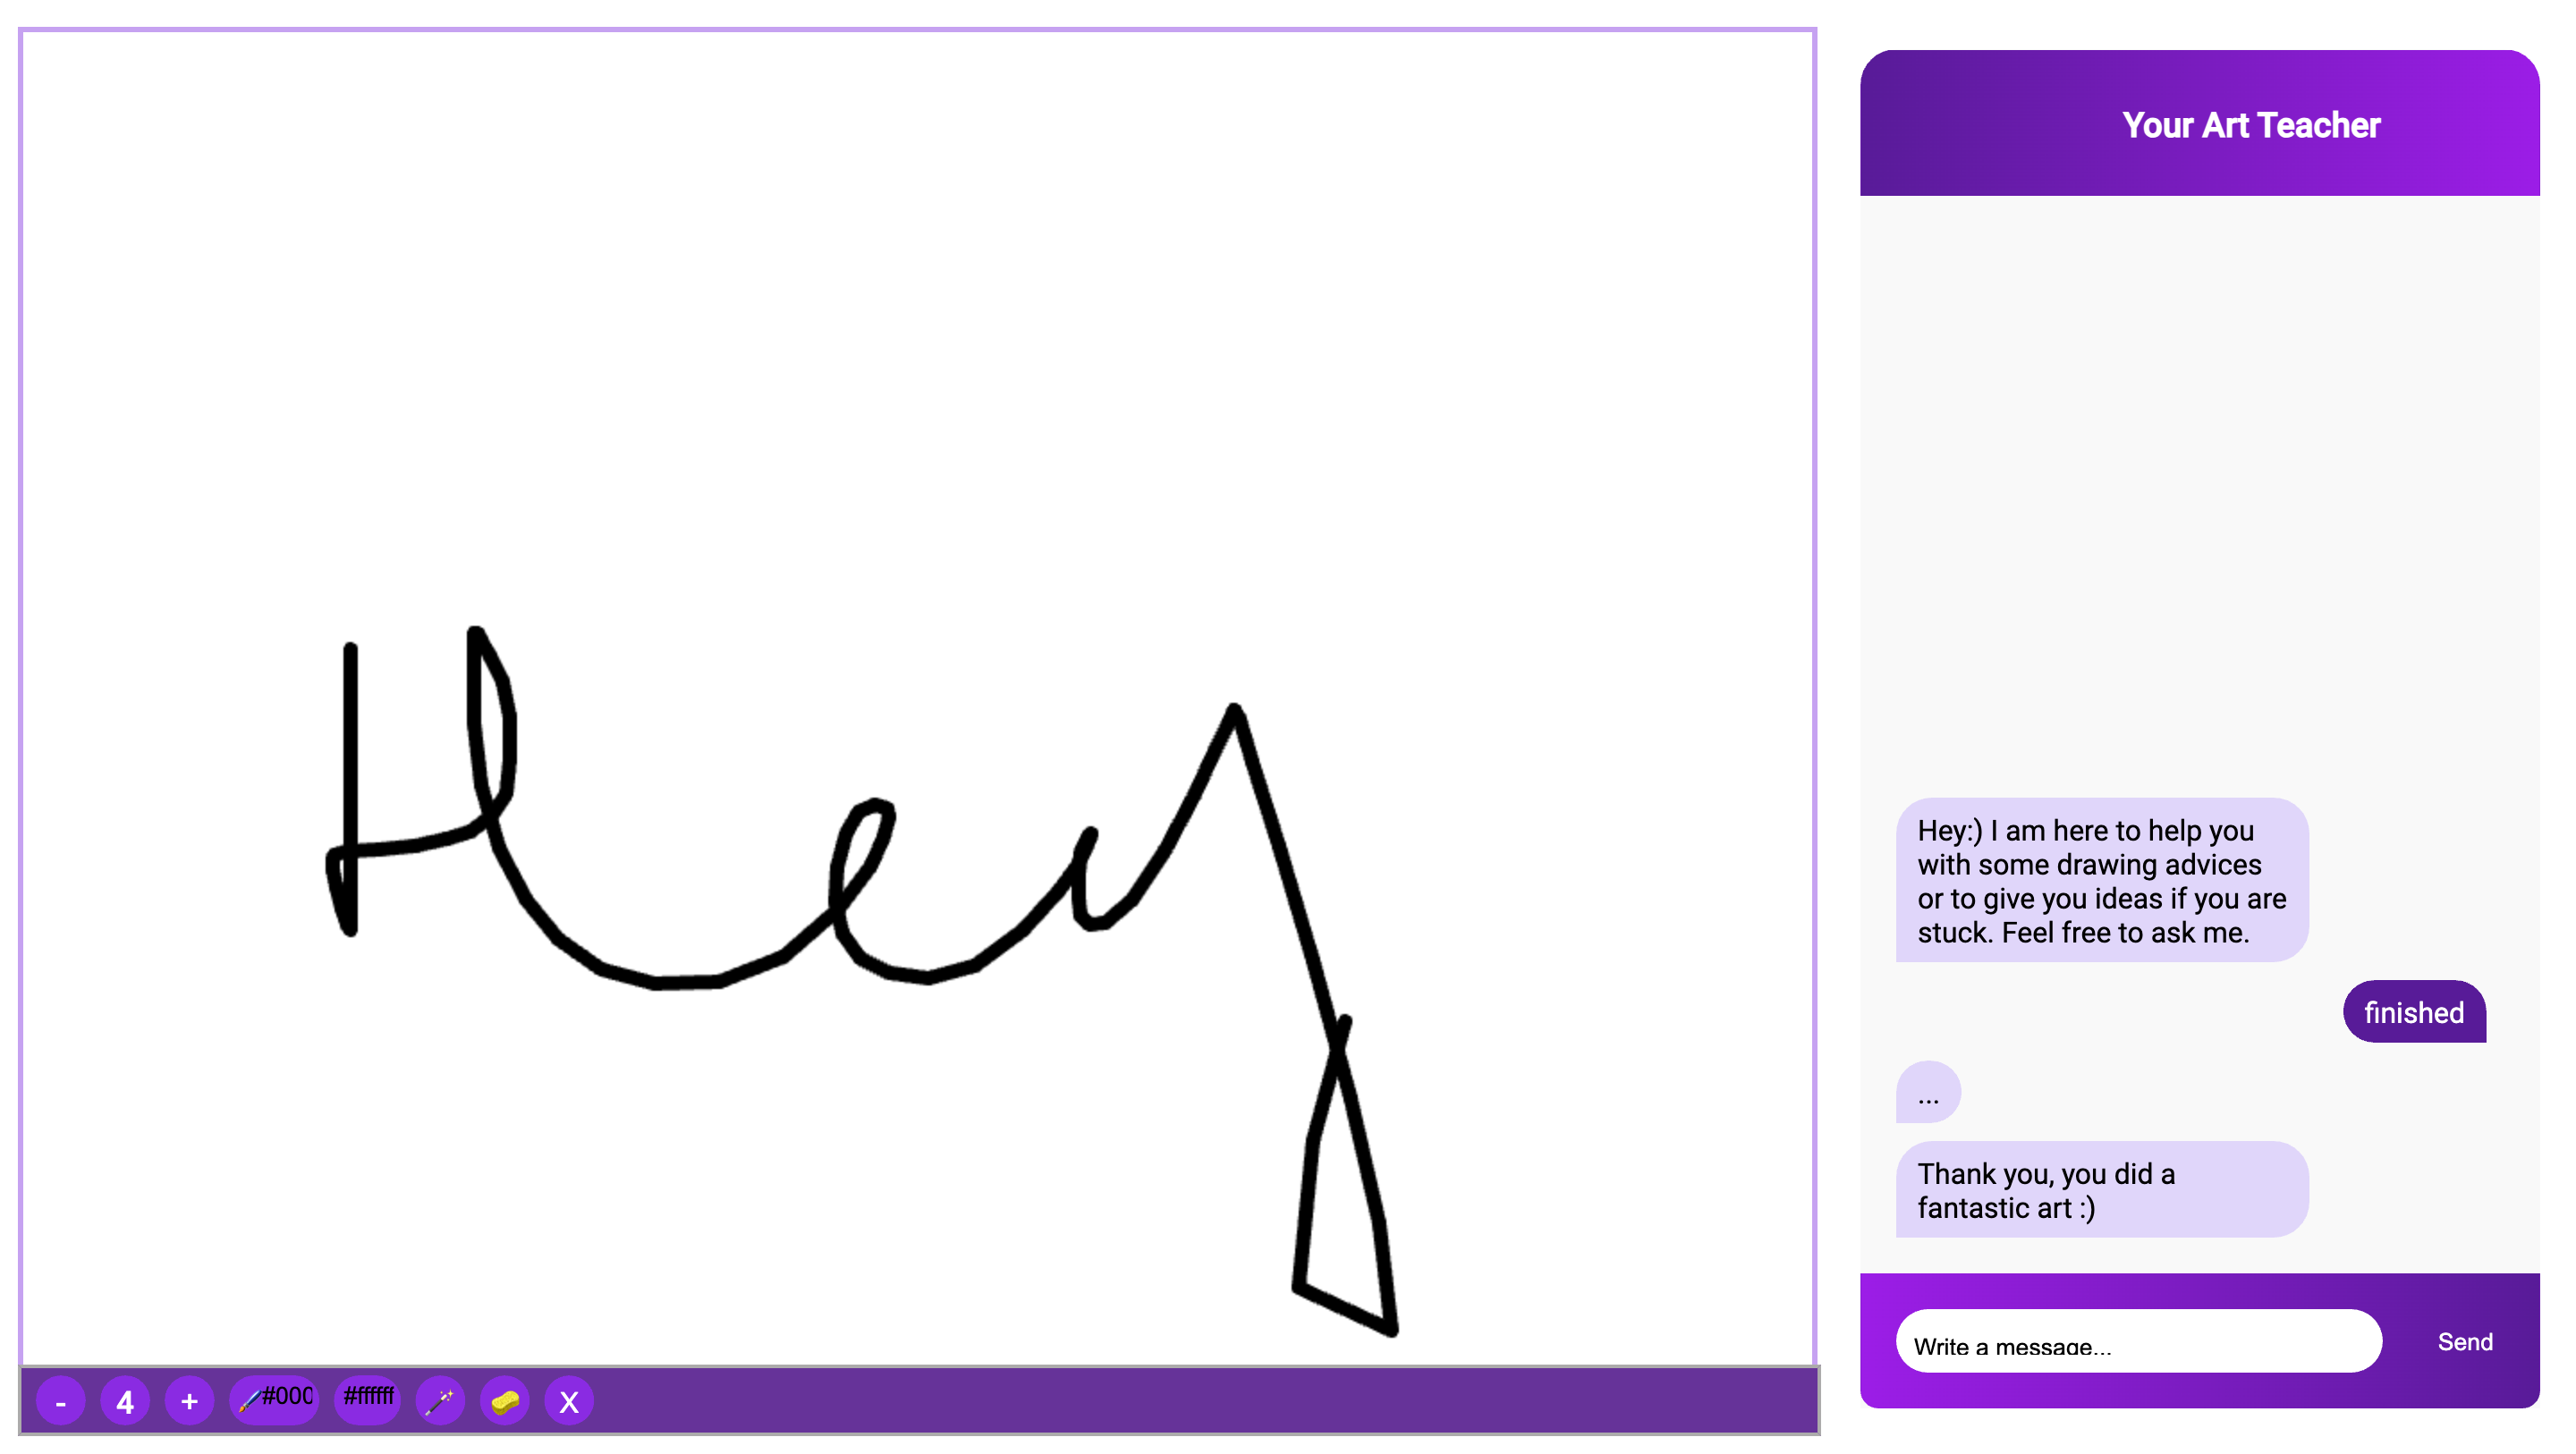 Your Art Teacher
Hey
Hey:) I am here to help you
with some drawing advices
or to give you ideas if you are
stuck. Feel free to ask me.
finished
...
Thank you, you did a
fantastic art :)
Write a message...
Send
- 4 + #000 #ffffff X